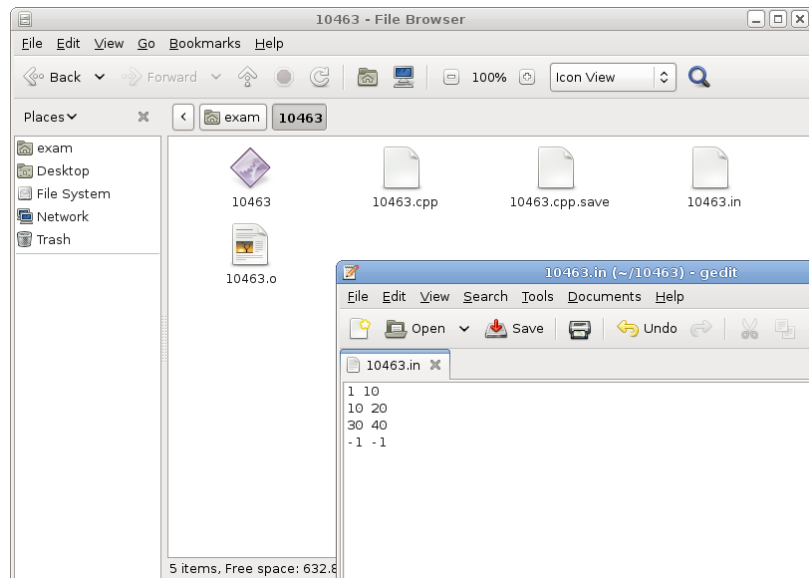 10463 - File Browser
File Edit View Go Bookmarks Help
Back Forward 100% Icon View
Places exam 10463
exam
Desktop
File System
Network
Trash
10463 10463.cpp 10463.cpp.save 10463.in
10463.o
5 items, Free space: 632.8
10463.in (~/10463) - gedit
File Edit View Search Tools Documents Help
Open Save Undo
10463.in
1 10
10 20
30 40
-1 -1